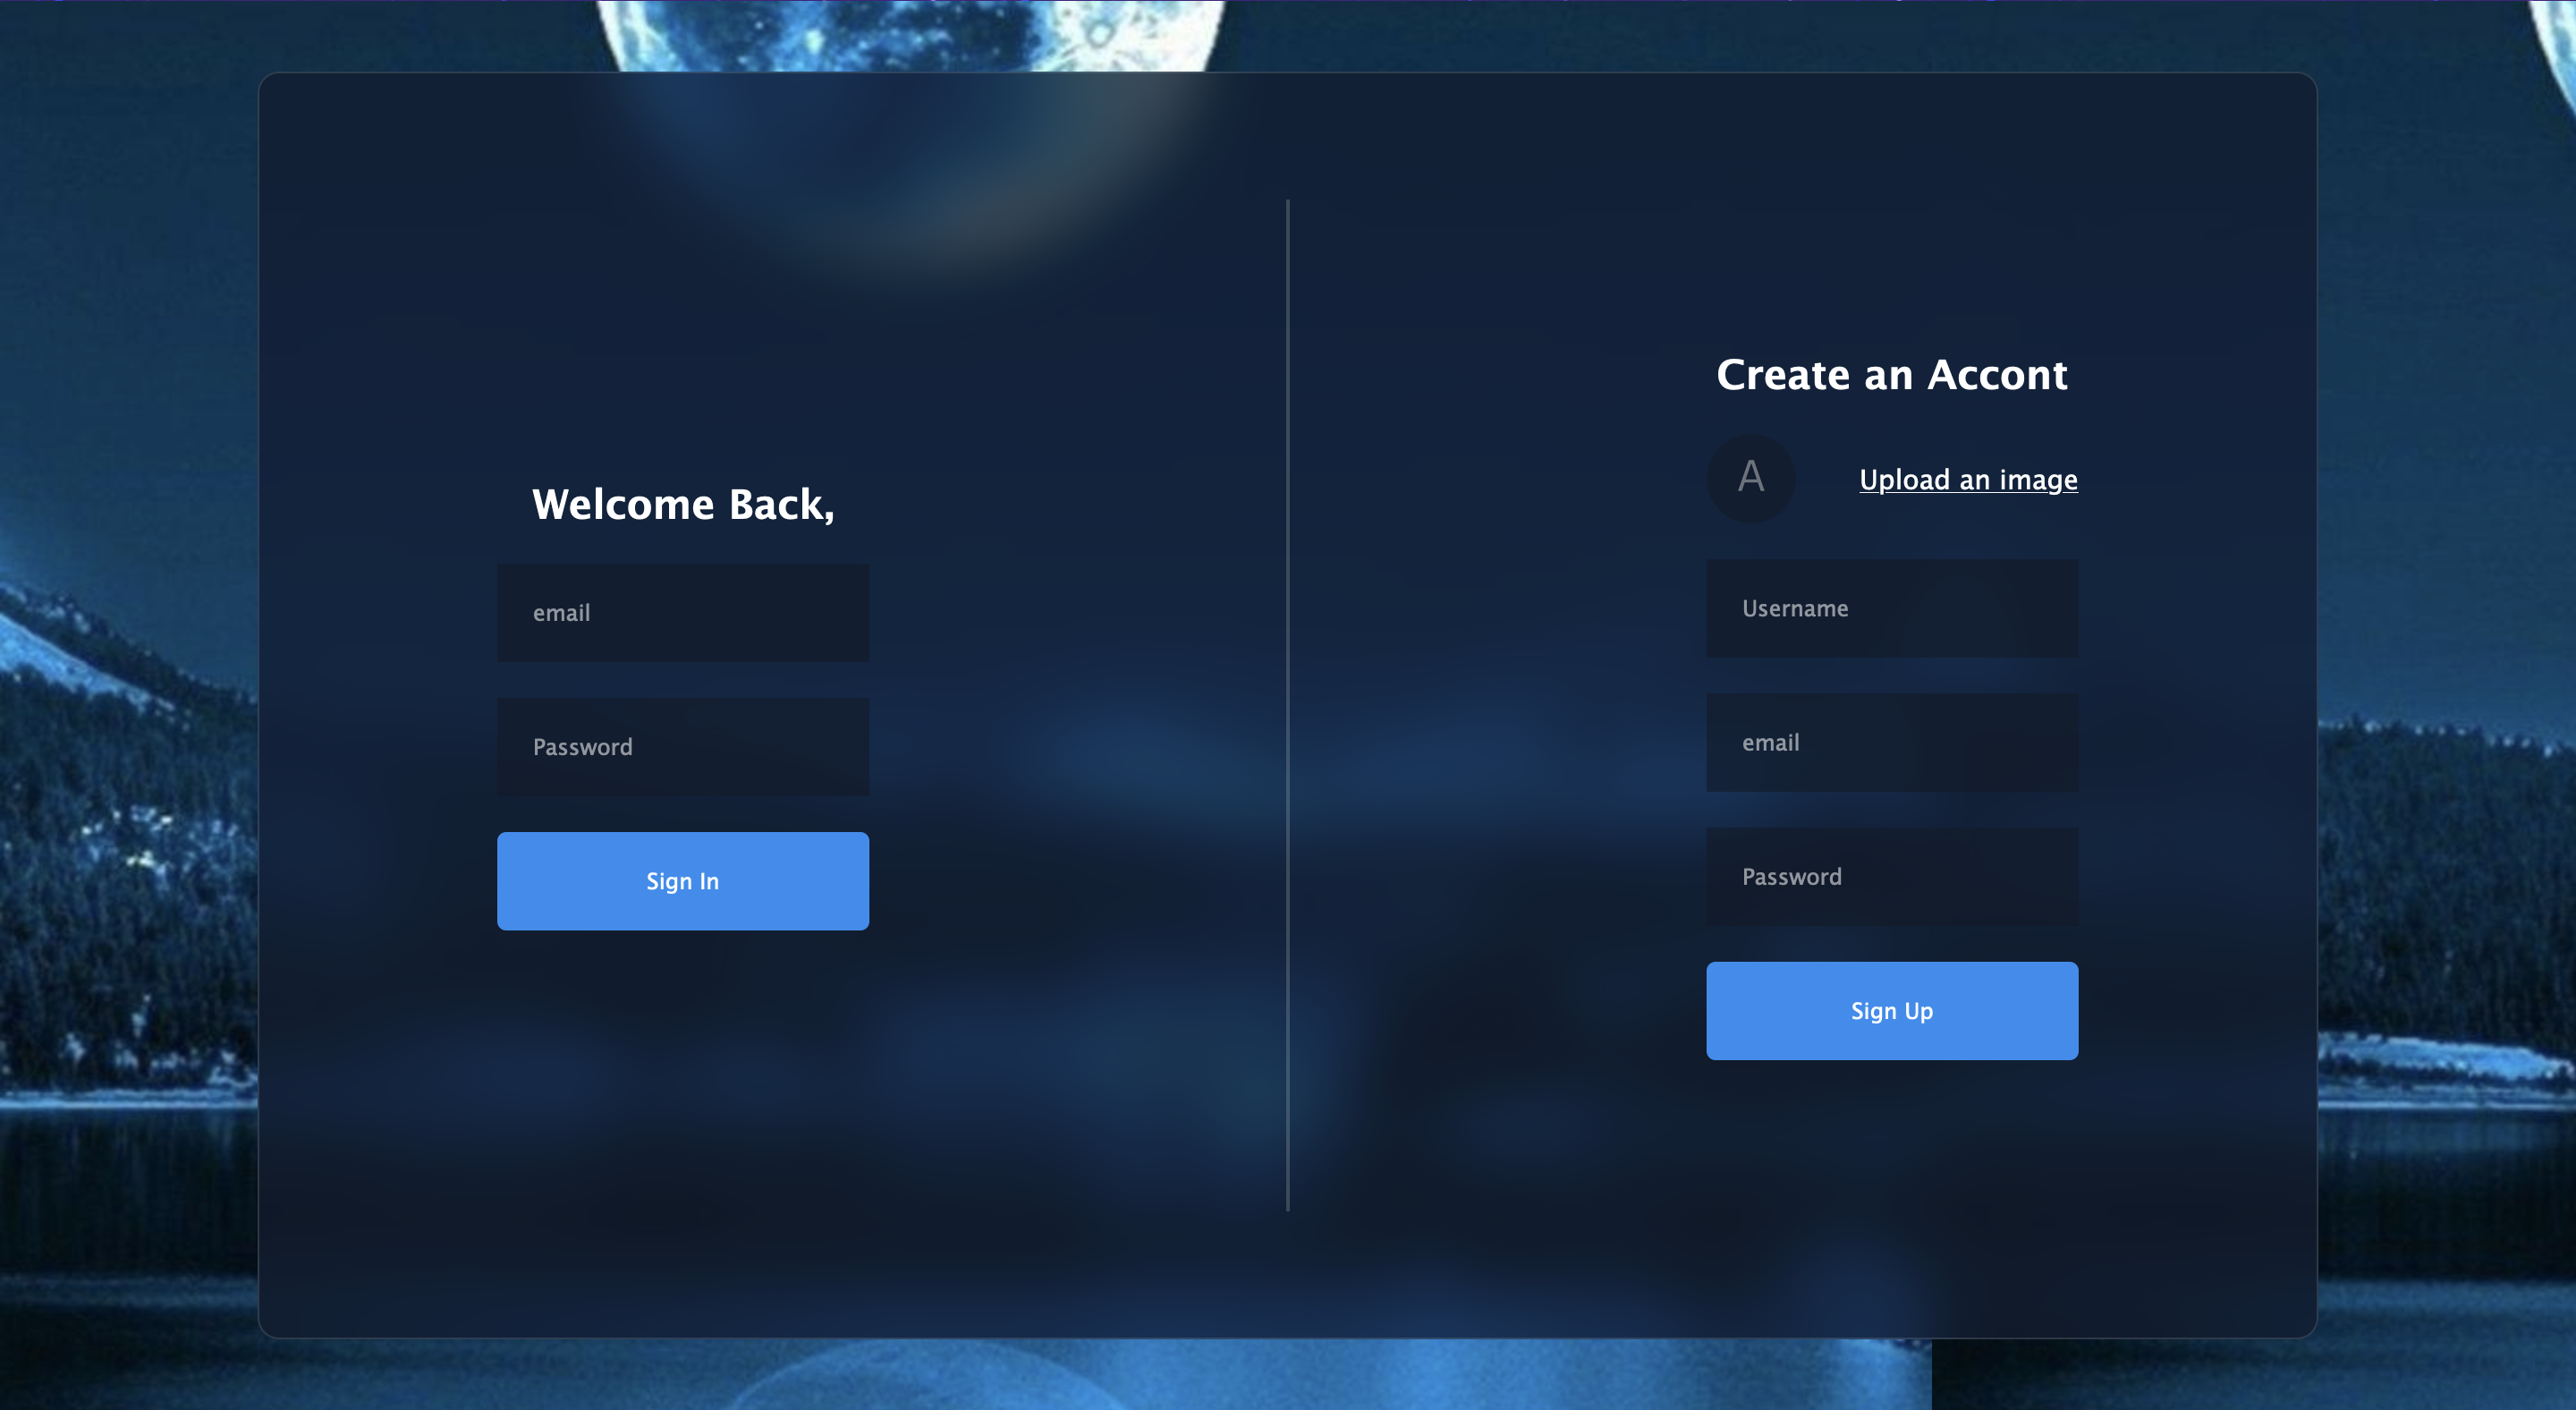 Welcome Back,
email
Password
Sign In
Create an Accont
A
Upload an image
Username
email
Password
Sign Up